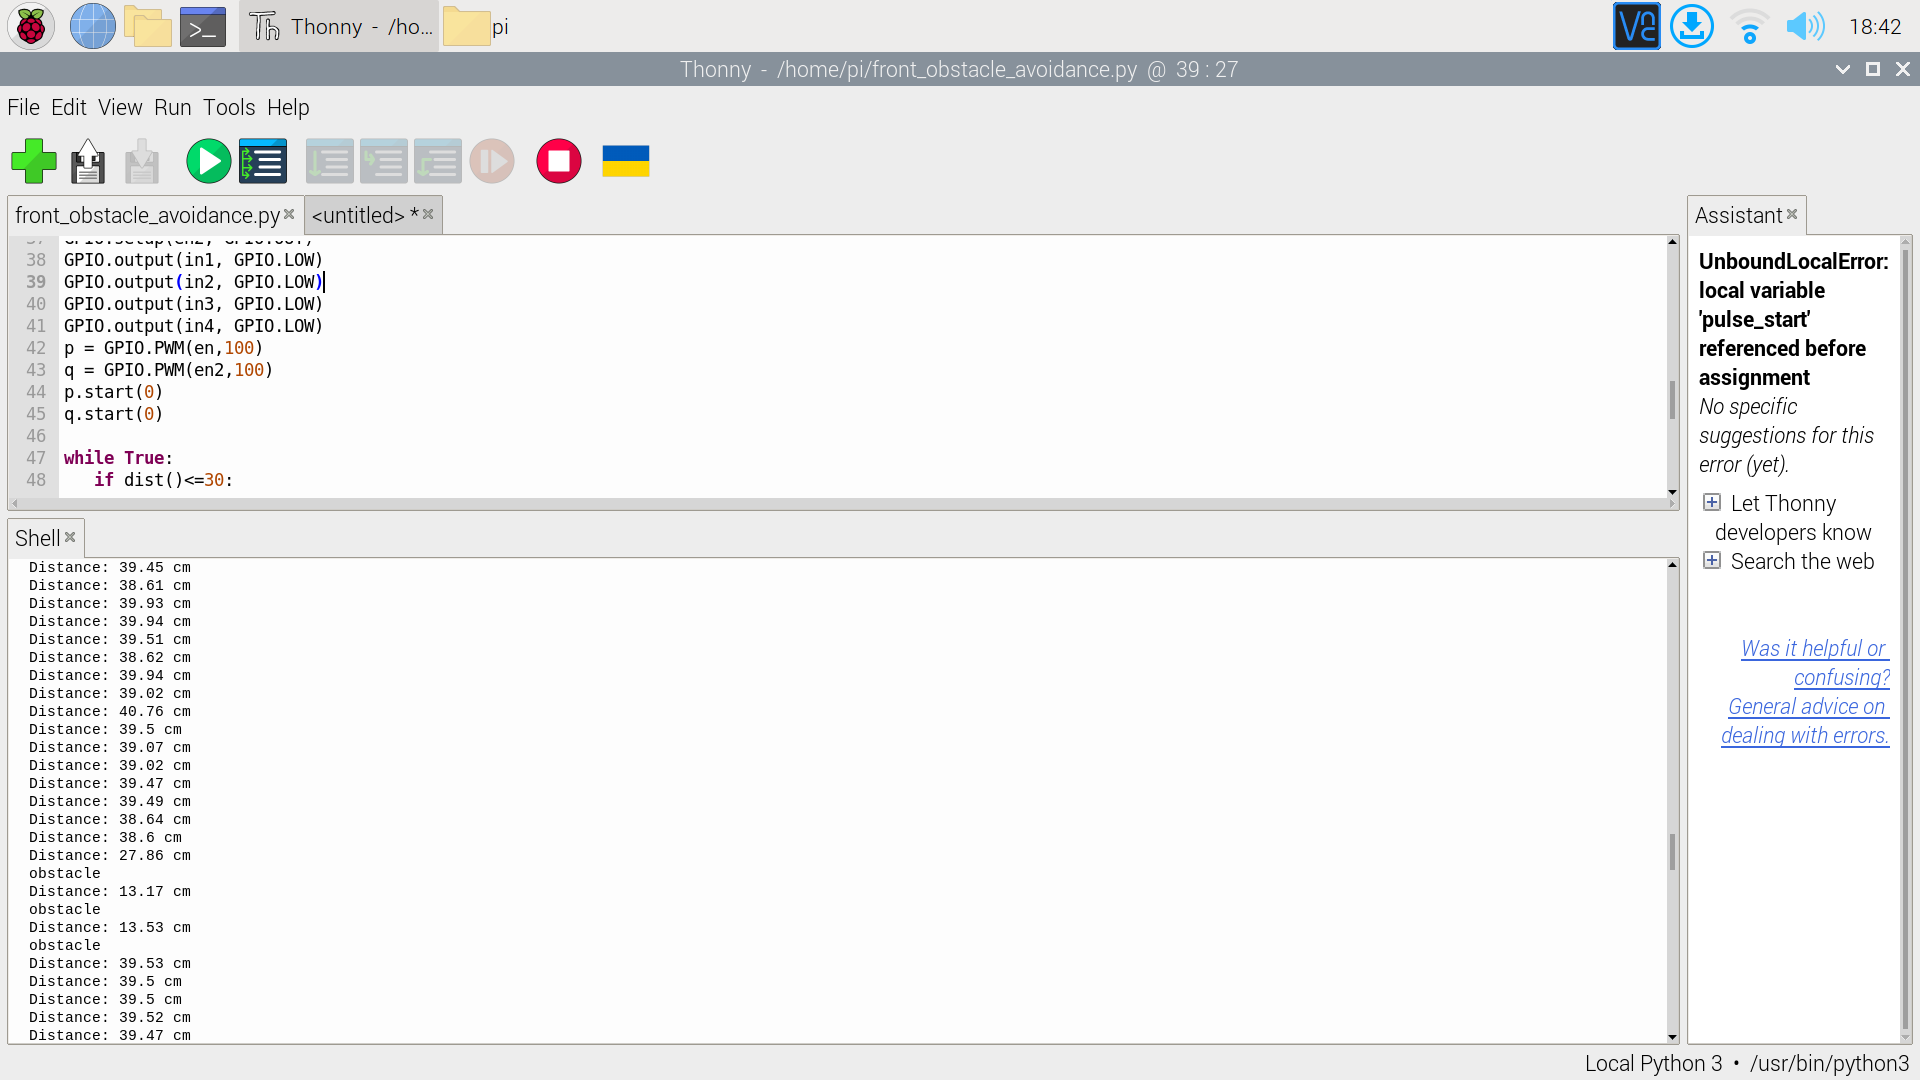 Thonny - /ho...
pi
18:42
Thonny - /home/pi/front_obstacle_avoidance.py @ 39 : 27
File Edit View Run Tools Help
front_obstacle_avoidance.py
<untitled> *
37 GPIO.setup(en2, GPIO.OUT)
38 GPIO.output(in1, GPIO.LOW)
39 GPIO.output(in2, GPIO.LOW)
40 GPIO.output(in3, GPIO.LOW)
41 GPIO.output(in4, GPIO.LOW)
42 p = GPIO.PWM(en,100)
43 q = GPIO.PWM(en2,100)
44 p.start(0)
45 q.start(0)
46
47 while True:
48    if dist()<=30:
Shell
Distance: 39.45 cm
Distance: 38.61 cm
Distance: 39.93 cm
Distance: 39.94 cm
Distance: 39.51 cm
Distance: 38.62 cm
Distance: 39.94 cm
Distance: 39.02 cm
Distance: 40.76 cm
Distance: 39.5 cm
Distance: 39.07 cm
Distance: 39.02 cm
Distance: 39.47 cm
Distance: 39.49 cm
Distance: 38.64 cm
Distance: 38.6 cm
Distance: 27.86 cm
obstacle
Distance: 13.17 cm
obstacle
Distance: 13.53 cm
obstacle
Distance: 39.53 cm
Distance: 39.5 cm
Distance: 39.5 cm
Distance: 39.52 cm
Distance: 39.47 cm
Assistant
UnboundLocalError:
local variable
'pulse_start'
referenced before
assignment
No specific
suggestions for this
error (yet).
Let Thonny
developers know
Search the web
Was it helpful or
confusing?
General advice on
dealing with errors.
Local Python 3 • /usr/bin/python3